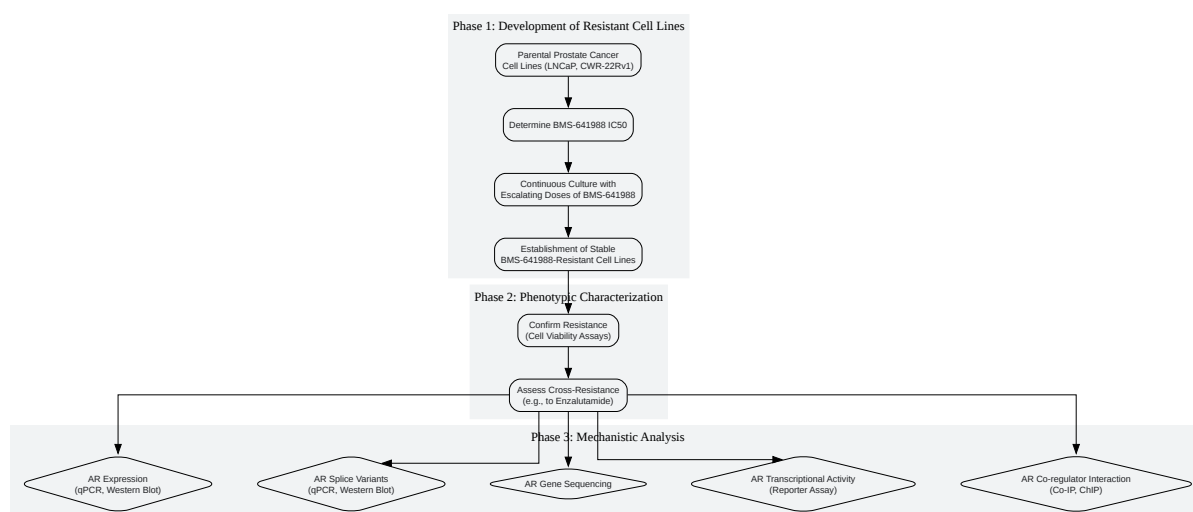 Phase 1: Development of Resistant Cell Lines
Parental Prostate Cancer
Cell Lines (LNCaP, CWR-22Rv1)
Determine BMS-641988 IC50
Continuous Culture with
Escalating Doses of BMS-641988
Establishment of Stable
BMS-641988-Resistant Cell Lines
Phase 2: Phenotypic Characterization
Confirm Resistance
(Cell Viability Assays)
Assess Cross-Resistance
(e.g., to Enzalutamide)
Phase 3: Mechanistic Analysis
AR Expression
(qPCR, Western Blot)
AR Splice Variants
(qPCR, Western Blot)
AR Gene Sequencing
AR Transcriptional Activity
(Reporter Assay)
AR Co-regulator Interaction
(Co-IP, ChIP)